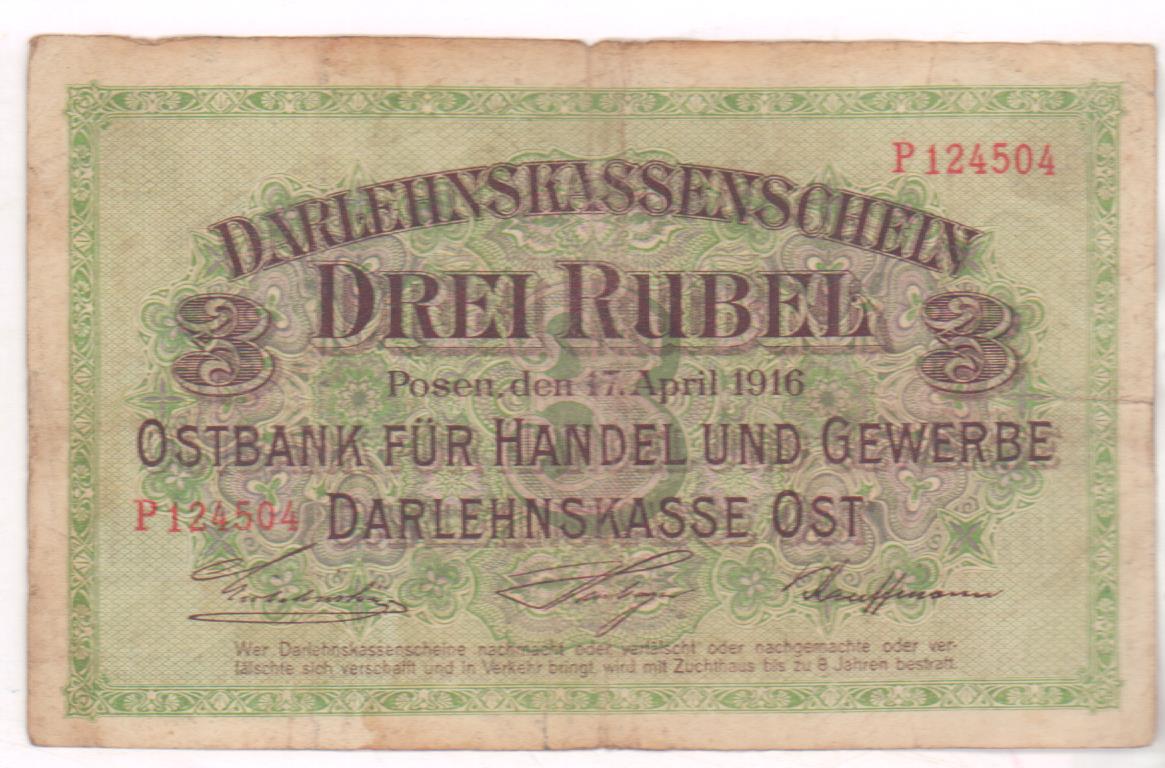 P 124504
DARLEHNSKASSENSCHEIN
DREI RUBEL
3 3
Posen, den 17. April 1916
OSTBANK FÜR HANDEL UND GEWERBE
P 124504 DARLEHNSKASSE OST
Kauffmann
Wer Darlehnskassenscheine nachmacht oder verfälscht oder nachgemachte oder ver-
fälschte sich verschafft und in Verkehr bringt, wird mit Zuchthaus bis zu 8 Jahren bestraft.